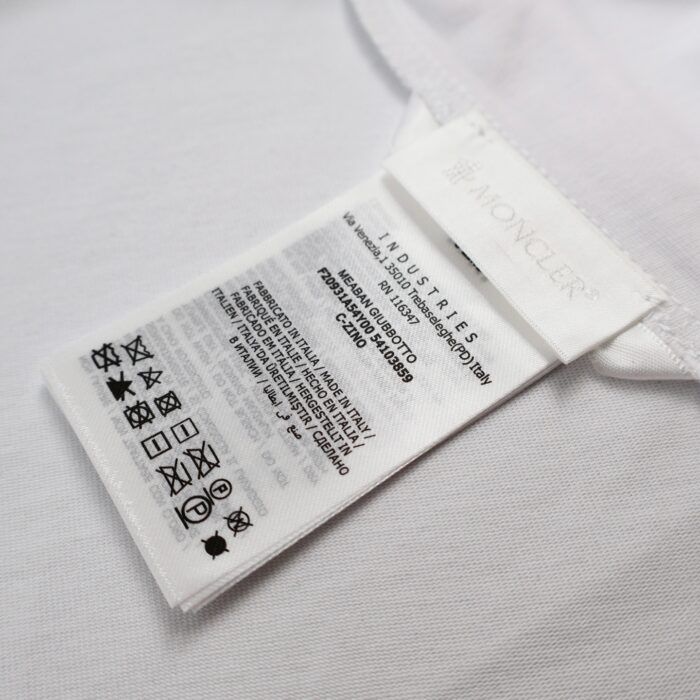 MONCLER
INDUSTRIES
Via Venezia,1 35010 Trebaseleghe(PD) Italy
RN 116347
MEABAN GIUBBOTTO
F20931A54Y00 54103859
C-ZINO
FABBRICATO IN ITALIA / MADE IN ITALY /
FABRIQUÉ EN ITALIE / HECHO EN ITALIA /
FABRICADO EM ITÁLIA / HERGESTELLT IN
ITALIEN / ITALYA'DA ÜRETILMIŞTIR / СДЕЛАНО
В ИТАЛИИ / صنع في ايطاليا
P
P